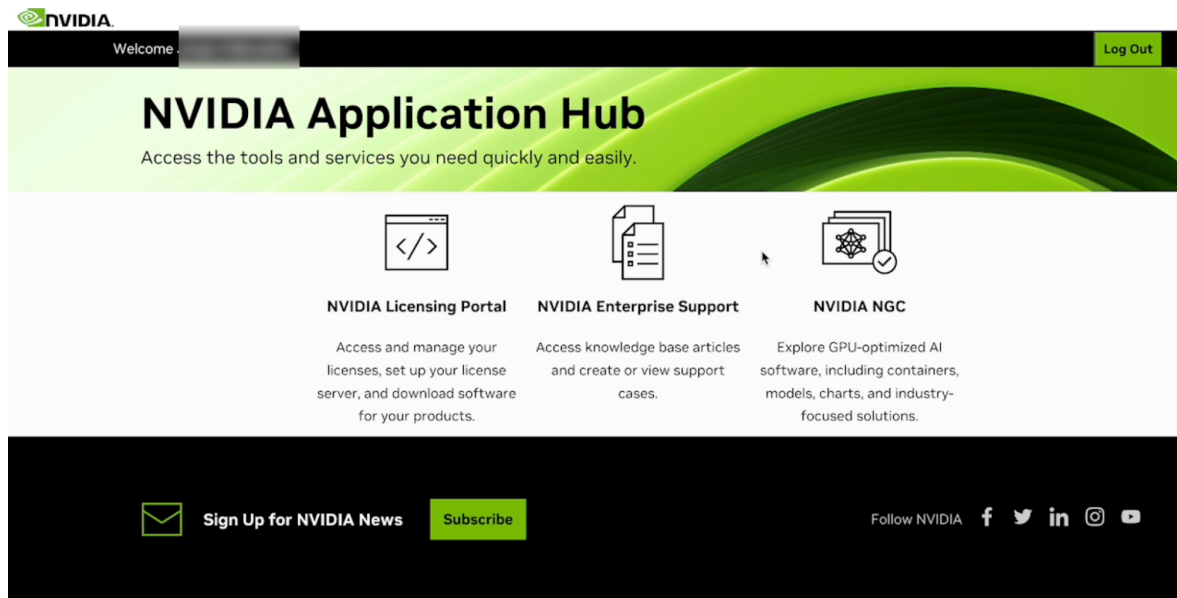 NVIDIA.
Welcome
Log Out
NVIDIA Application Hub
Access the tools and services you need quickly and easily.
</>
NVIDIA Licensing Portal
Access and manage your
licenses, set up your license
server, and download software
for your products.
NVIDIA Enterprise Support
Access knowledge base articles
and create or view support
cases.
NVIDIA NGC
Explore GPU-optimized AI
software, including containers,
models, charts, and industry-
focused solutions.
Sign Up for NVIDIA News
Subscribe
Follow NVIDIA